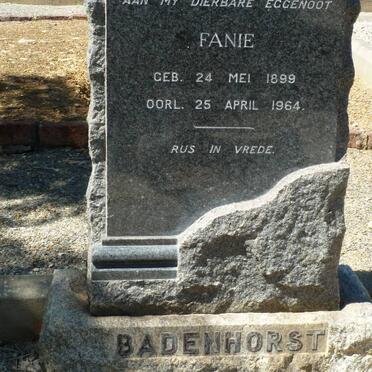 AAN MY DIERBARE EGGENOOT
FANIE
GEB. 24 MEI 1899
OORL. 25 APRIL 1964.
RUS IN VREDE.
BADENHORST